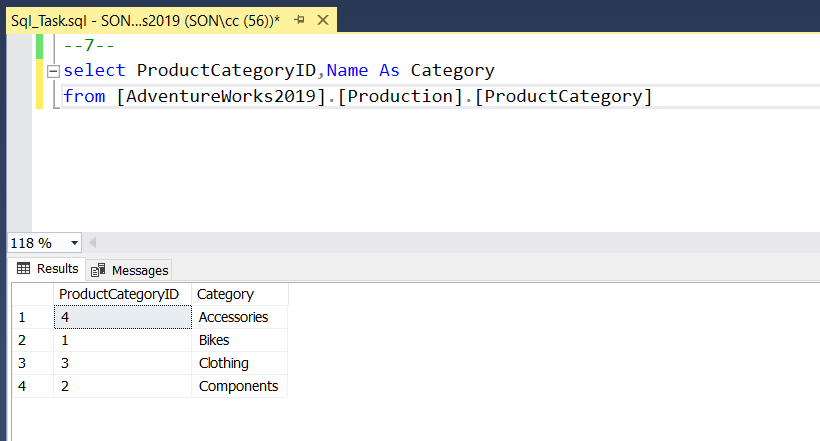 Sql_Task.sql - SON...s2019 (SON\cc (56))*
--7--
select ProductCategoryID,Name As Category
from [AdventureWorks2019].[Production].[ProductCategory]
118 %
Results Messages
ProductCategoryID Category
1 4 Accessories
2 1 Bikes
3 3 Clothing
4 2 Components